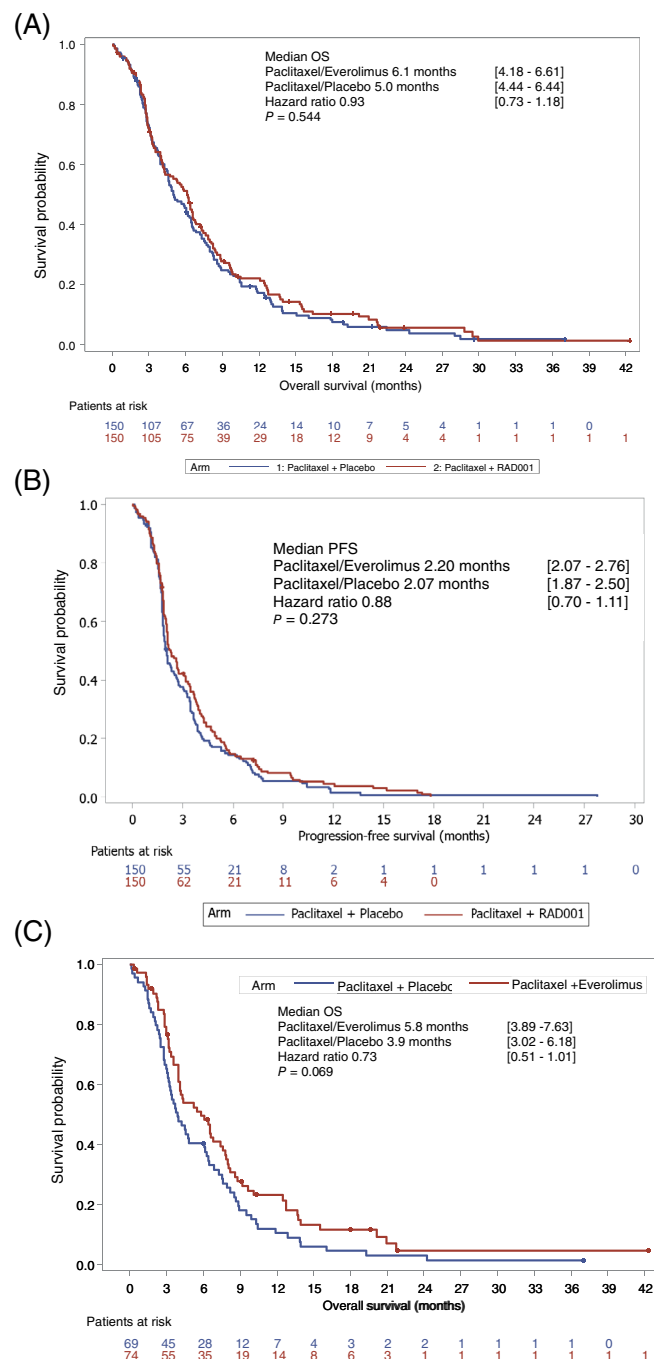 (A)
Median OS
Paclitaxel/Everolimus 6.1 months [4.18 - 6.61]
Paclitaxel/Placebo 5.0 months [4.44 - 6.44]
Hazard ratio 0.93 [0.73 - 1.18]
P = 0.544
Survival probability
1.0
0.8
0.6
0.4
0.2
0.0
0 3 6 9 12 15 18 21 24 27 30 33 36 39 42
Overall survival (months)
Patients at risk
150 107 67 36 24 14 10 7 5 4 1 1 1 0
150 105 75 39 29 18 12 9 4 4 1 1 1 1 1
Arm 1: Paclitaxel + Placebo 2: Paclitaxel + RAD001
(B)
Median PFS
Paclitaxel/Everolimus 2.20 months [2.07 - 2.76]
Paclitaxel/Placebo 2.07 months [1.87 - 2.50]
Hazard ratio 0.88 [0.70 - 1.11]
P = 0.273
Survival probability
1.0
0.8
0.6
0.4
0.2
0.0
0 3 6 9 12 15 18 21 24 27 30
Progression-free survival (months)
Patients at risk
150 55 21 8 2 1 1 1 1 1 0
150 62 21 11 6 4 0
Arm Paclitaxel + Placebo Paclitaxel + RAD001
(C)
Arm Paclitaxel + Placebo Paclitaxel +Everolimus
Median OS
Paclitaxel/Everolimus 5.8 months [3.89 -7.63]
Paclitaxel/Placebo 3.9 months [3.02 - 6.18]
Hazard ratio 0.73 [0.51 - 1.01]
P = 0.069
Survival probability
1.0
0.8
0.6
0.4
0.2
0.0
0 3 6 9 12 15 18 21 24 27 30 33 36 39 42
Overall survival (months)
Patients at risk
69 45 28 12 7 4 3 2 2 1 1 1 1 0
74 55 35 19 14 8 6 3 1 1 1 1 1 1 1